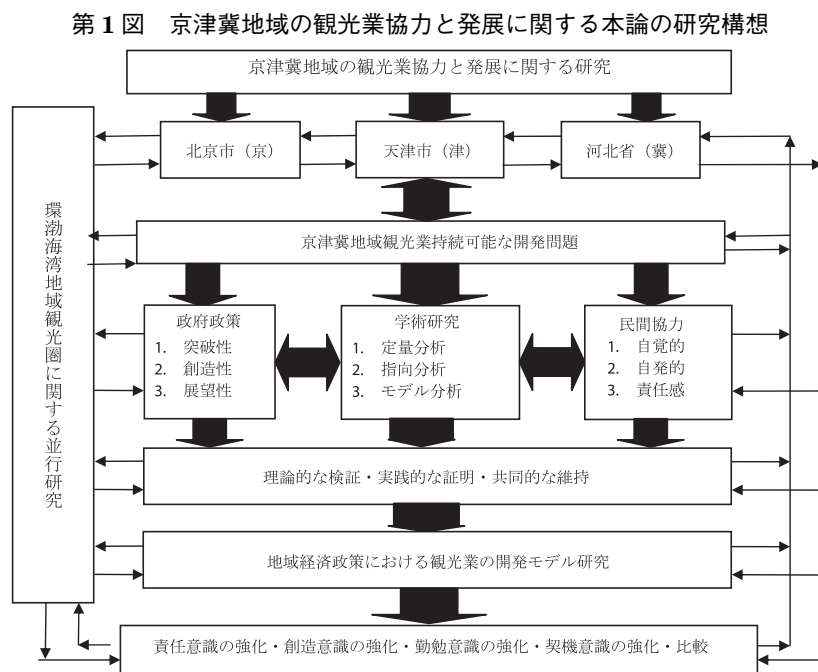 第1図　京津冀地域の観光業協力と発展に関する本論の研究構想
京津冀地域の観光業協力と発展に関する研究
北京市（京）
天津市（津）
河北省（冀）
環渤海湾地域観光圏に関する並行研究
京津冀地域観光業持続可能な開発問題
政府政策
1. 突破性
2. 創造性
3. 展望性
学術研究
1. 定量分析
2. 指向分析
3. モデル分析
民間協力
1. 自覚的
2. 自発的
3. 責任感
理論的な検証・実践的な証明・共同的な維持
地域経済政策における観光業の開発モデル研究
責任意識の強化・創造意識の強化・勤勉意識の強化・契機意識の強化・比較